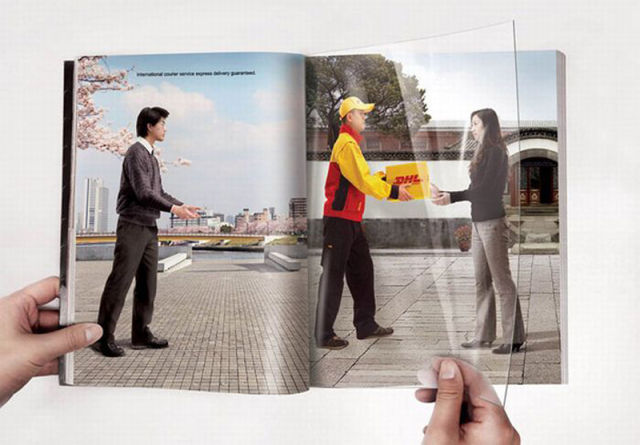 international courier service express delivery guaranteed.
DHL